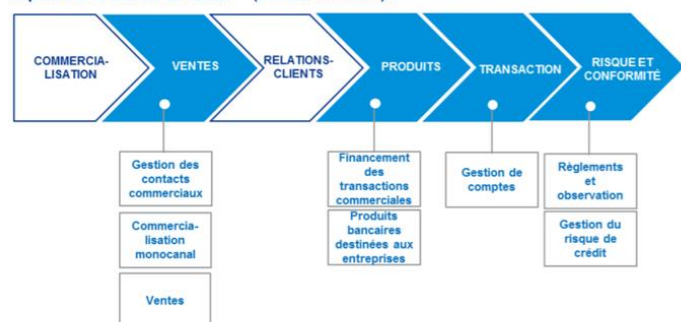 COMMERCIA-
LISATION
VENTES
RELATIONS-
CLIENTS
PRODUITS
TRANSACTION
RISQUE ET
CONFORMITÉ
Gestion des
contacts
commerciaux
Commercia-
lisation
monocanal
Ventes
Financement
des
transactions
commerciales
Produits
bancaires
destinées aux
entreprises
Gestion de
comptes
Règlements
et
observation
Gestion du
risque de
crédit